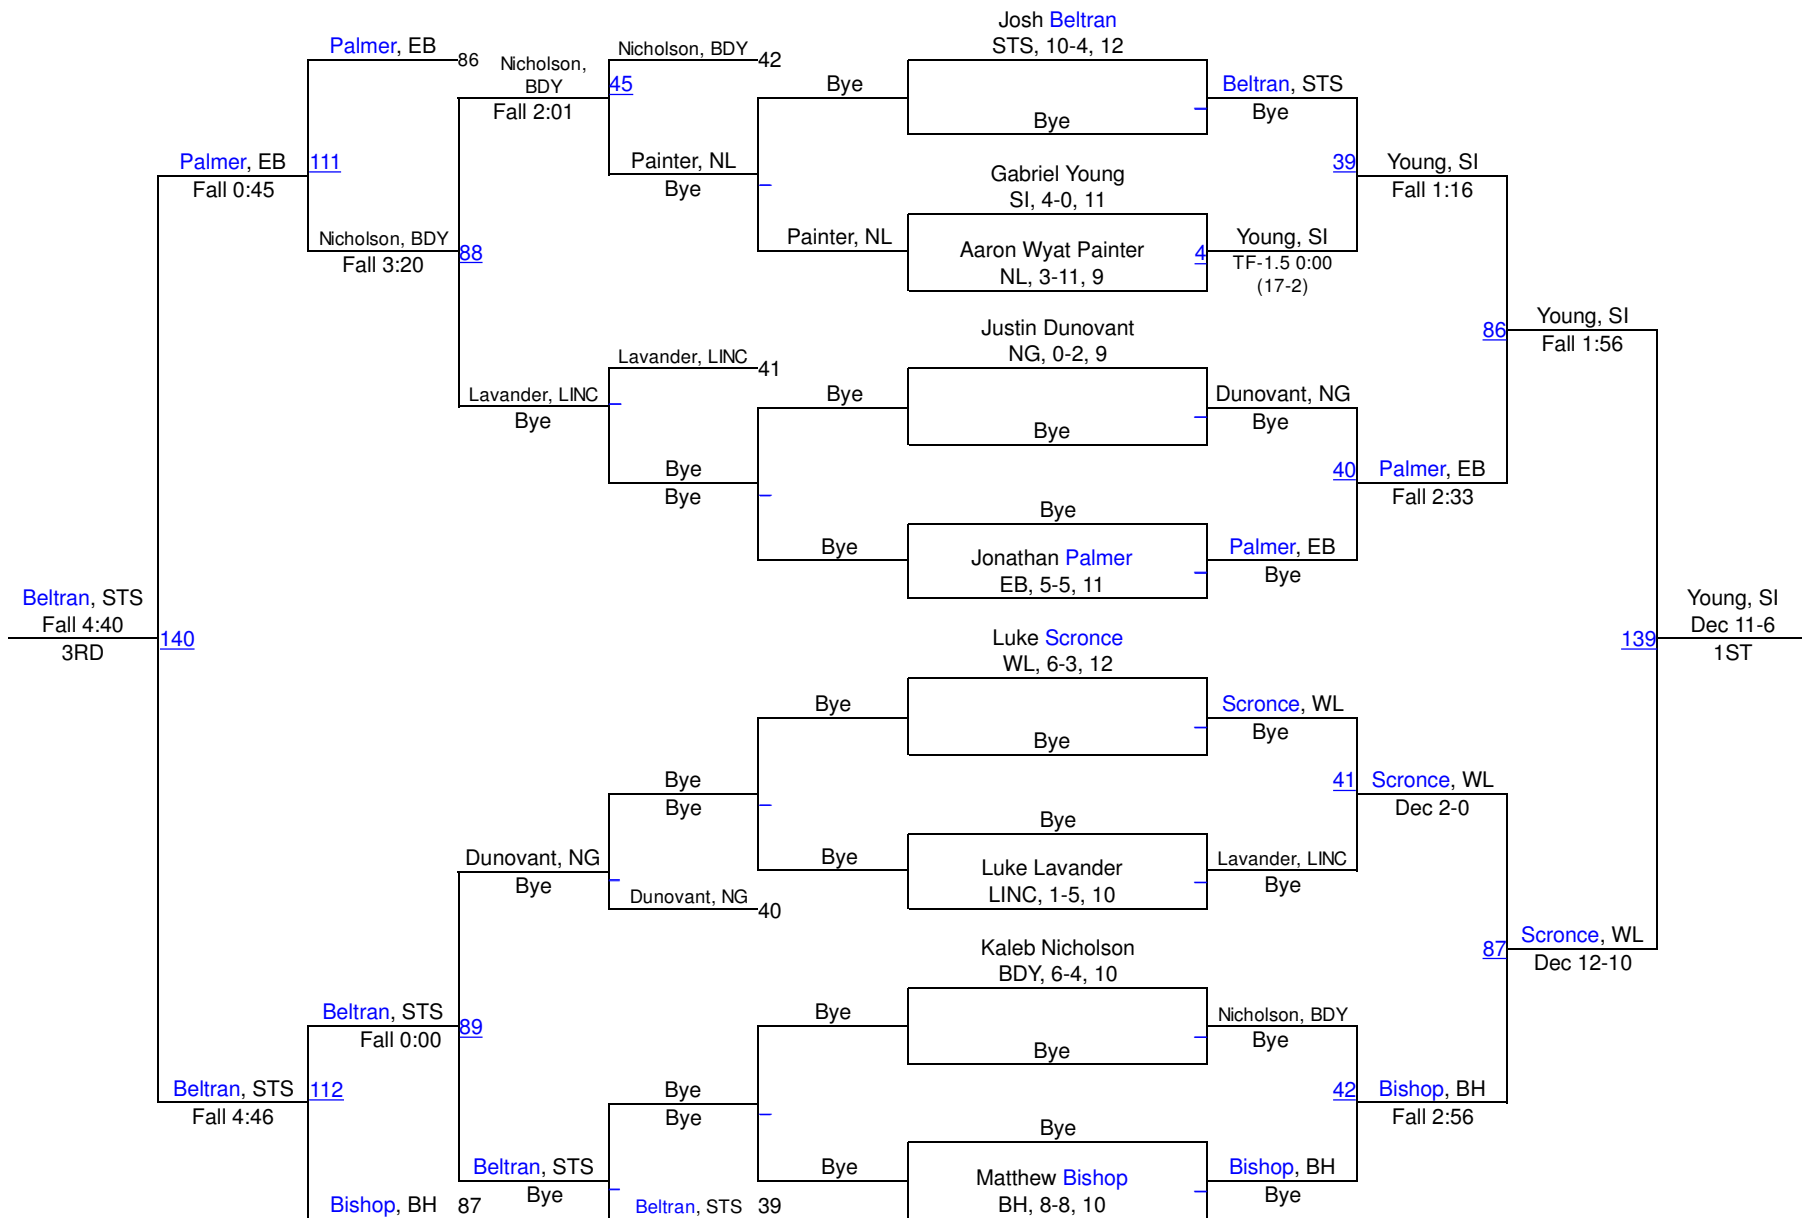 Josh Beltran
STS, 10-4, 12
Palmer, EB
86
Nicholson,
BDY
Fall 2:01
Nicholson, BDY
42
45
Bye
Bye
Beltran, STS
Bye
Palmer, EB
Fall 0:45
111
Painter, NL
Bye
Gabriel Young
SI, 4-0, 11
39
Young, SI
Fall 1:16
Nicholson, BDY
Fall 3:20
88
Painter, NL
Aaron Wyat Painter
NL, 3-11, 9
4
Young, SI
TF-1.5 0:00
(17-2)
Justin Dunovant
NG, 0-2, 9
86
Young, SI
Fall 1:56
Lavander, LINC
41
Lavander, LINC
Bye
Bye
Bye
Dunovant, NG
Bye
Bye
Bye
40
Palmer, EB
Fall 2:33
Bye
Bye
Jonathan Palmer
EB, 5-5, 11
Palmer, EB
Bye
Beltran, STS
Fall 4:40
3RD
140
Luke Scronce
WL, 6-3, 12
139
Young, SI
Dec 11-6
1ST
Bye
Bye
Scronce, WL
Bye
Bye
Bye
41
Scronce, WL
Dec 2-0
Bye
Dunovant, NG
Bye
Bye
Luke Lavander
LINC, 1-5, 10
Lavander, LINC
Bye
Dunovant, NG
40
Kaleb Nicholson
BDY, 6-4, 10
87
Scronce, WL
Dec 12-10
Beltran, STS
Fall 0:00
89
Bye
Bye
Nicholson, BDY
Bye
Beltran, STS
Fall 4:46
112
Bye
Bye
42
Bishop, BH
Fall 2:56
Bye
Beltran, STS
Bye
Bye
Matthew Bishop
BH, 8-8, 10
Bishop, BH
Bye
Bishop, BH
87
Beltran, STS
39